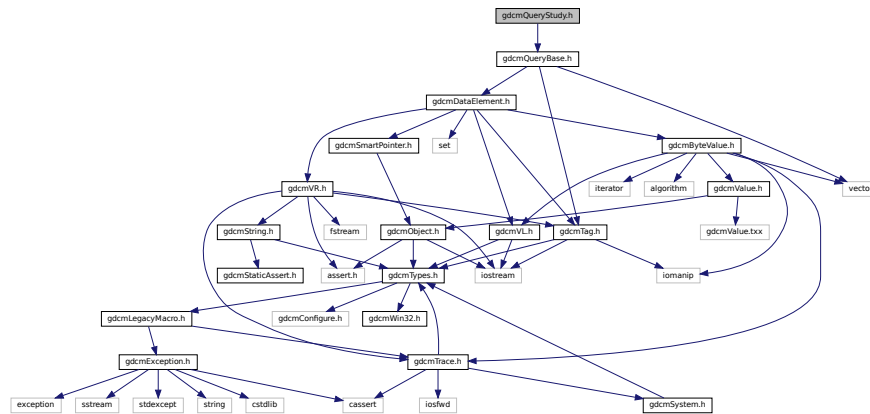 gdcmQueryStudy.h
gdcmQueryBase.h
gdcmDataElement.h
gdcmSmartPointer.h
set
gdcmByteValue.h
gdcmVR.h
iterator
algorithm
gdcmValue.h
vecto
gdcmString.h
fstream
gdcmObject.h
gdcmVL.h
gdcmTag.h
gdcmValue.txx
gdcmStaticAssert.h
assert.h
gdcmTypes.h
iostream
iomanip
gdcmLegacyMacro.h
gdcmConfigure.h
gdcmWin32.h
gdcmException.h
gdcmTrace.h
exception
sstream
stdexcept
string
cstdlib
cassert
iosfwd
gdcmSystem.h